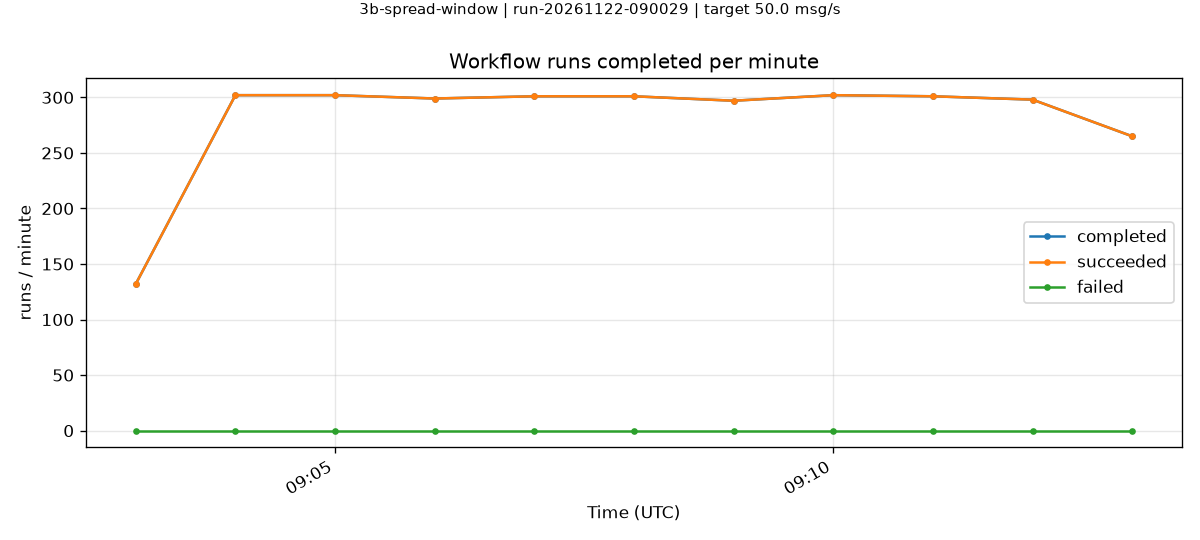 3b-spread-window | run-20261122-090029 | target 50.0 msg/s
Workflow runs completed per minute
300
250
200
150
100
50
0
runs / minute
completed
succeeded
failed
09:05
09:10
Time (UTC)